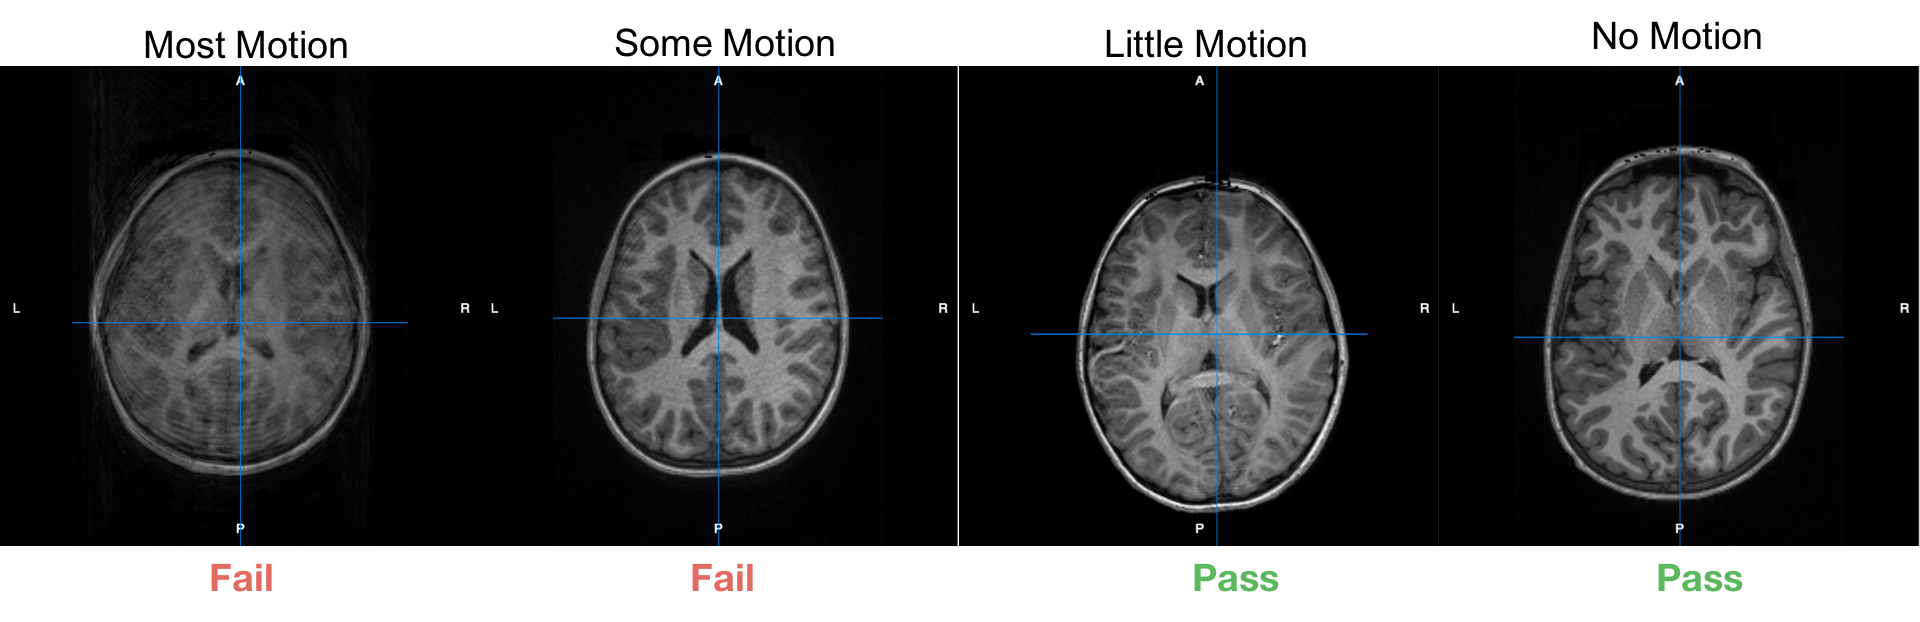 Most Motion
Some Motion
Little Motion
No Motion
A
A
A
A
L
R
L
R
L
R
L
R
P
P
P
P
Fail
Fail
Pass
Pass